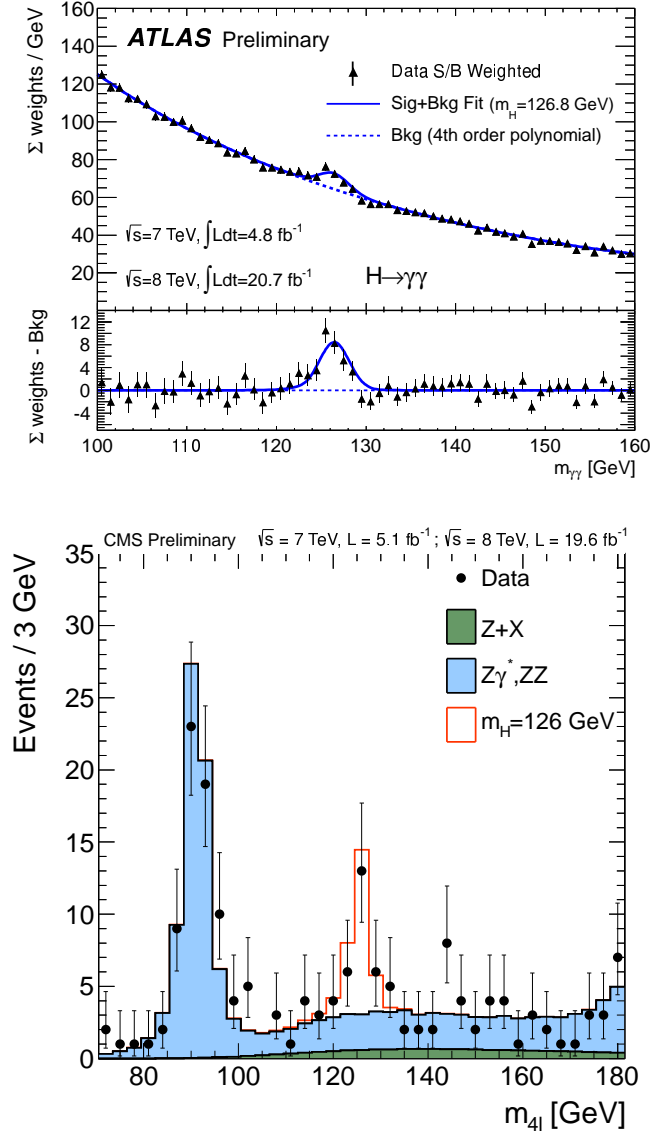 ATLAS Preliminary
Data S/B Weighted
Sig+Bkg Fit (m_H=126.8 GeV)
Bkg (4th order polynomial)
√s=7 TeV, ∫Ldt=4.8 fb⁻¹
√s=8 TeV, ∫Ldt=20.7 fb⁻¹
H→γγ
Σ weights / GeV
160
140
120
100
80
60
40
20
Σ weights - Bkg
12
8
4
0
-4
100 110 120 130 140 150 160
m_γγ [GeV]
CMS Preliminary √s = 7 TeV, L = 5.1 fb⁻¹ ; √s = 8 TeV, L = 19.6 fb⁻¹
Events / 3 GeV
35
30
25
20
15
10
5
0
Data
Z+X
Zγ*,ZZ
m_H=126 GeV
80 100 120 140 160 180
m_4l [GeV]